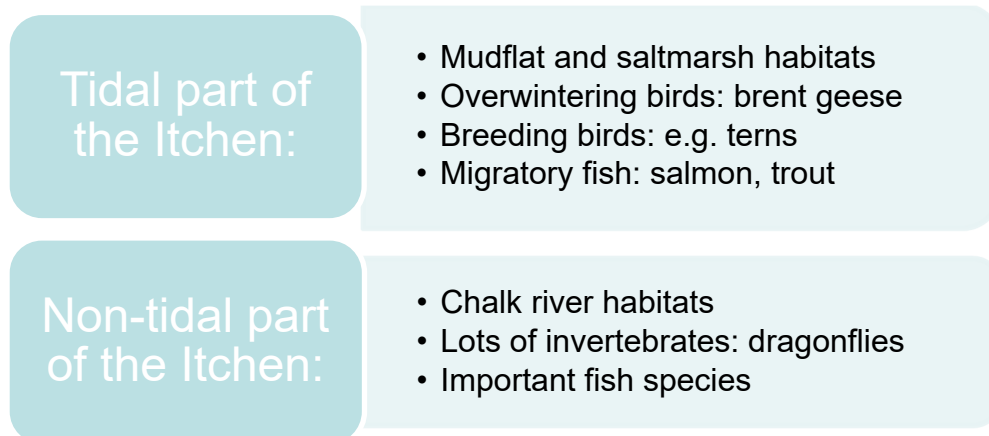 Tidal part of
the Itchen:
• Mudflat and saltmarsh habitats
• Overwintering birds: brent geese
• Breeding birds: e.g. terns
• Migratory fish: salmon, trout
Non-tidal part
of the Itchen:
• Chalk river habitats
• Lots of invertebrates: dragonflies
• Important fish species